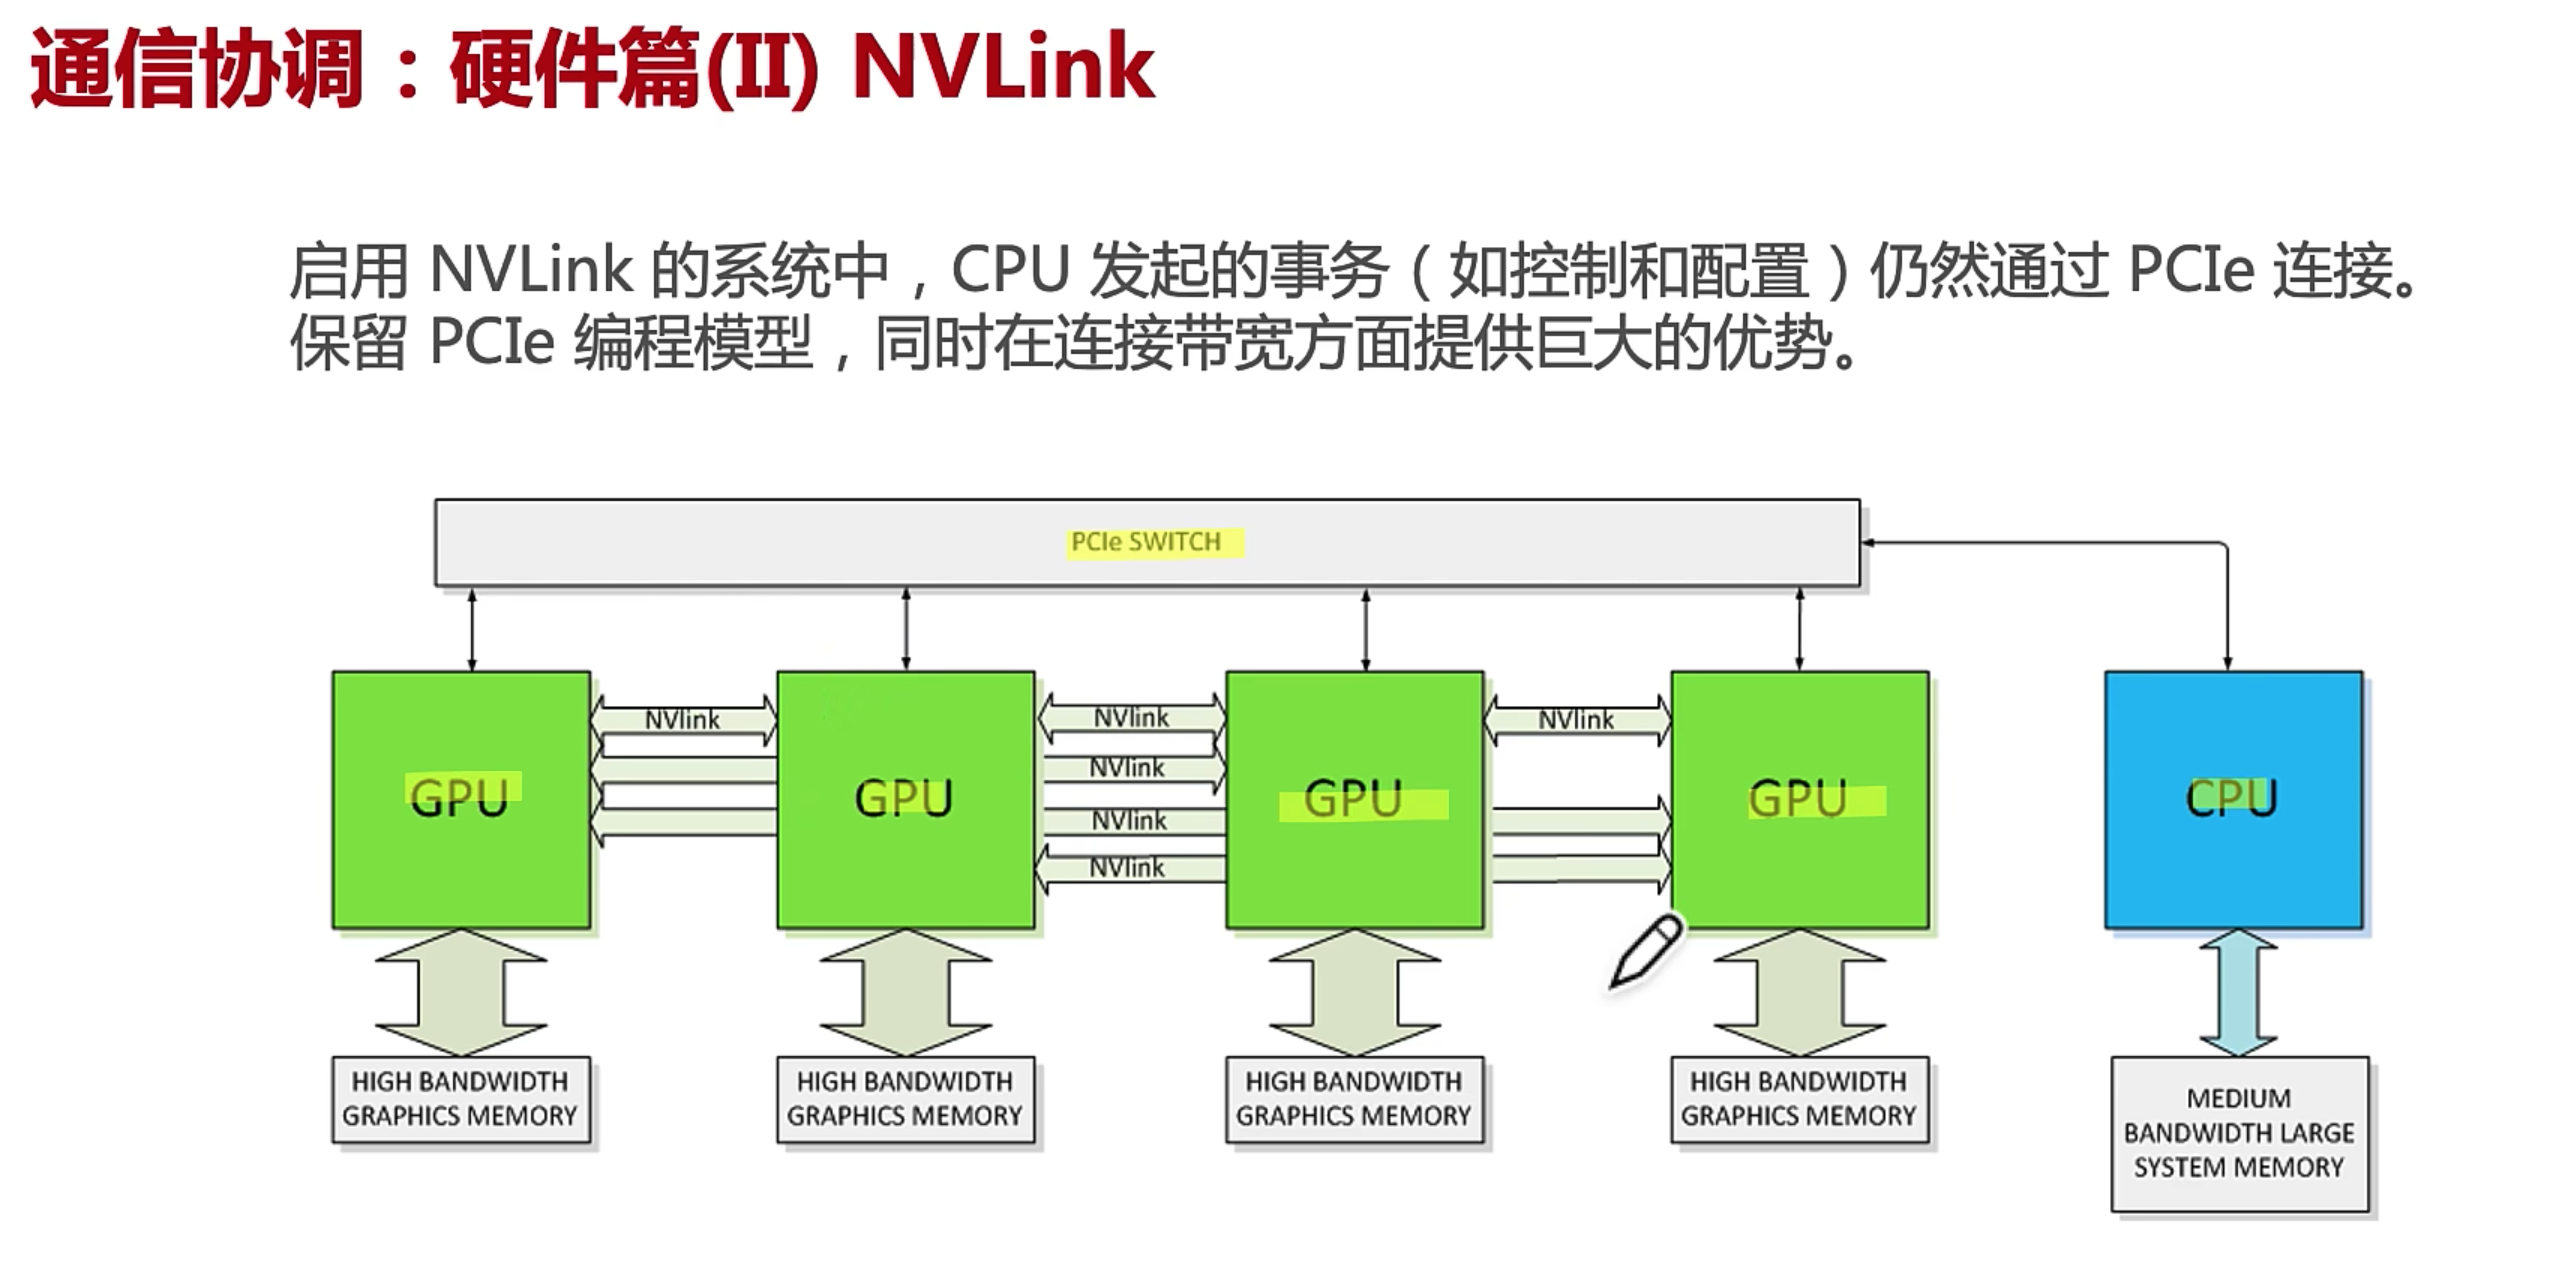 通信协调：硬件篇(II) NVLink
启用 NVLink 的系统中，CPU 发起的事务（如控制和配置）仍然通过 PCIe 连接。
保留 PCIe 编程模型，同时在连接带宽方面提供巨大的优势。
PCIe SWITCH
NVlink
NVlink
NVlink
NVlink
NVlink
NVlink
GPU
GPU
GPU
GPU
CPU
HIGH BANDWIDTH
GRAPHICS MEMORY
HIGH BANDWIDTH
GRAPHICS MEMORY
HIGH BANDWIDTH
GRAPHICS MEMORY
HIGH BANDWIDTH
GRAPHICS MEMORY
MEDIUM
BANDWIDTH LARGE
SYSTEM MEMORY